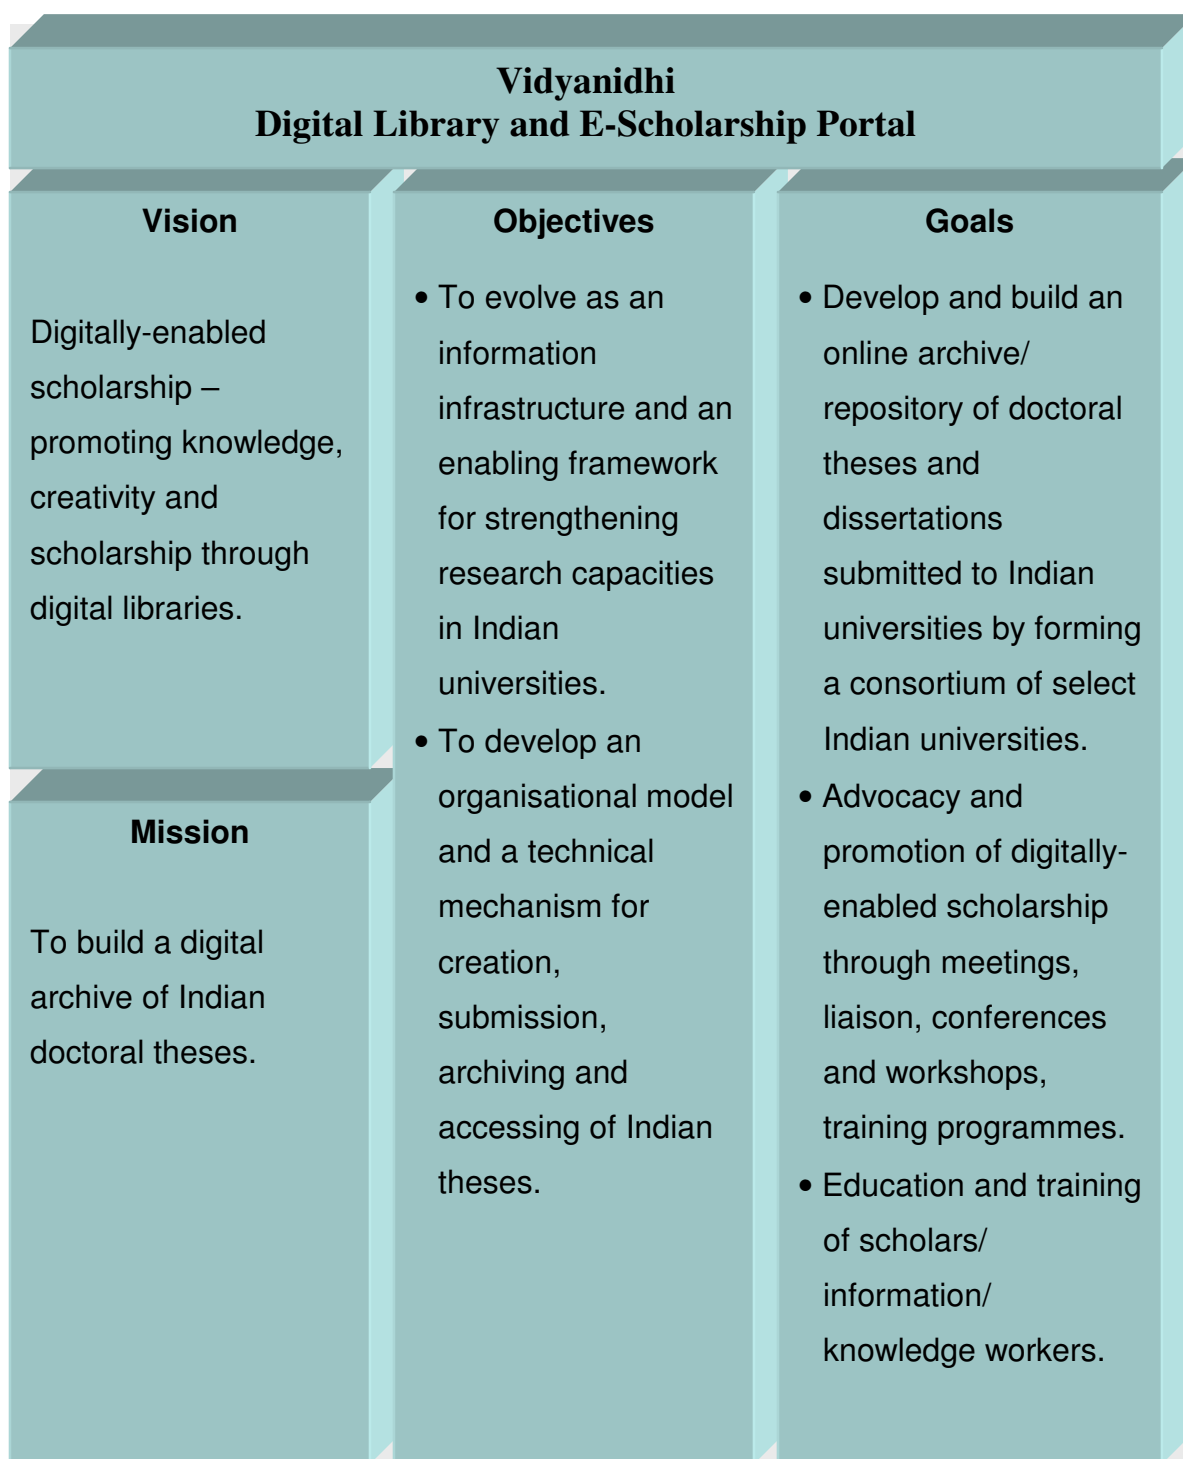 Vidyanidhi
Digital Library and E-Scholarship Portal
Vision
Digitally-enabled
scholarship –
promoting knowledge,
creativity and
scholarship through
digital libraries.
Mission
To build a digital
archive of Indian
doctoral theses.
Objectives
• To evolve as an
information
infrastructure and an
enabling framework
for strengthening
research capacities
in Indian
universities.
• To develop an
organisational model
and a technical
mechanism for
creation,
submission,
archiving and
accessing of Indian
theses.
Goals
• Develop and build an
online archive/
repository of doctoral
theses and
dissertations
submitted to Indian
universities by forming
a consortium of select
Indian universities.
• Advocacy and
promotion of digitally-
enabled scholarship
through meetings,
liaison, conferences
and workshops,
training programmes.
• Education and training
of scholars/
information/
knowledge workers.